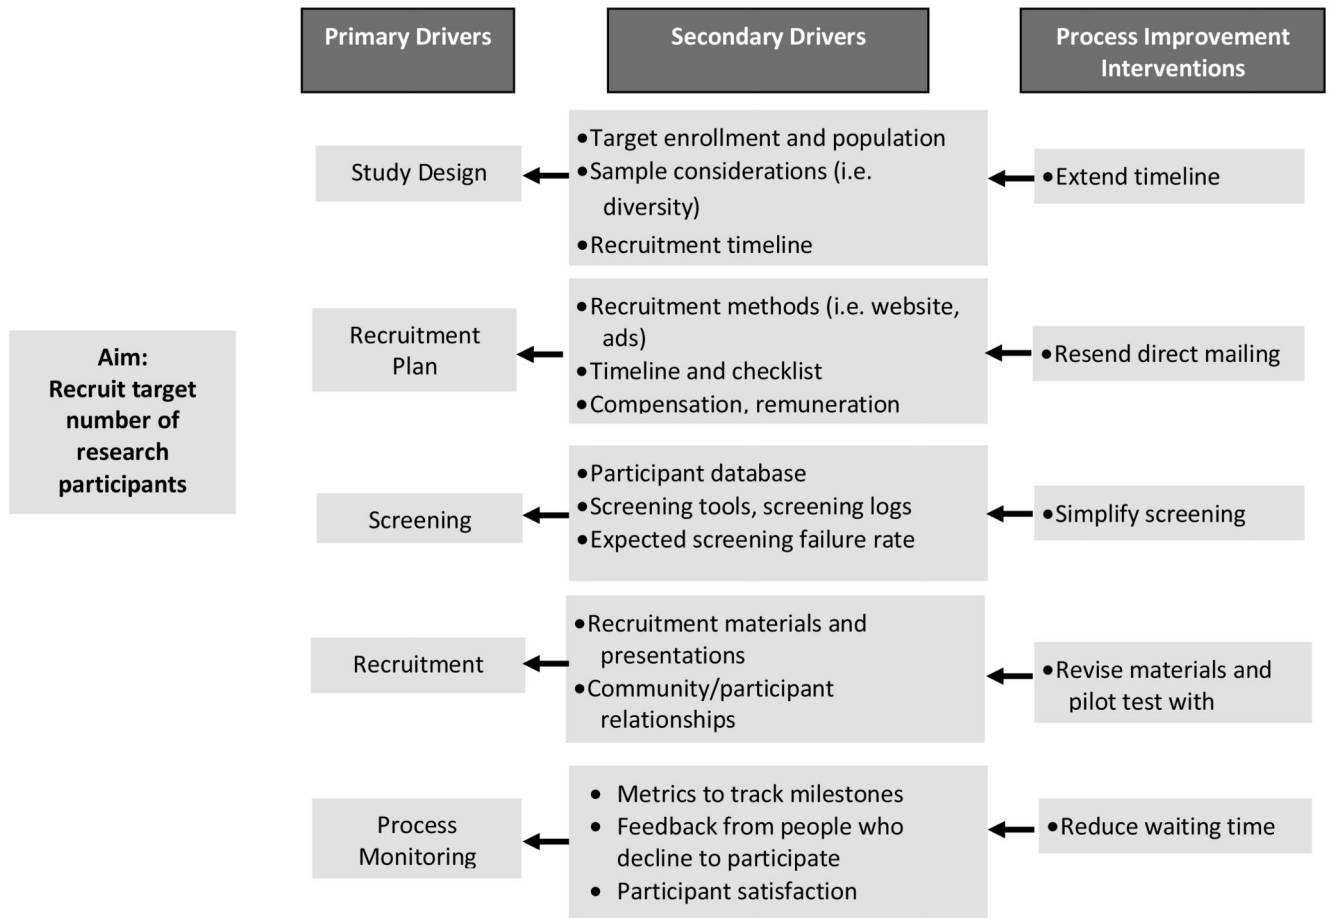 Primary Drivers
Secondary Drivers
Process Improvement
Interventions
Aim:
Recruit target
number of
research
participants
Study Design
•Target enrollment and population
•Sample considerations (i.e.
diversity)
•Recruitment timeline
•Extend timeline
Recruitment
Plan
•Recruitment methods (i.e. website,
ads)
•Timeline and checklist
•Compensation, remuneration
•Resend direct mailing
Screening
•Participant database
•Screening tools, screening logs
•Expected screening failure rate
•Simplify screening
Recruitment
•Recruitment materials and
presentations
•Community/participant
relationships
•Revise materials and
pilot test with
Process
Monitoring
• Metrics to track milestones
• Feedback from people who
decline to participate
• Participant satisfaction
•Reduce waiting time